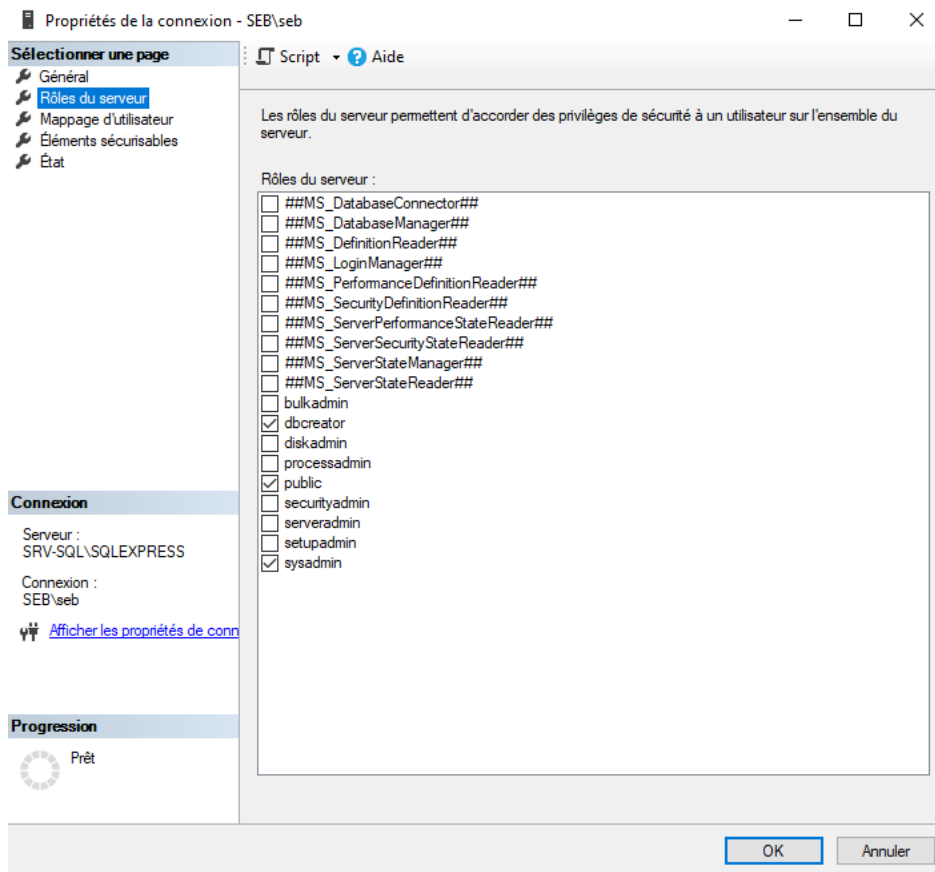 Propriétés de la connexion - SEB\seb
Sélectionner une page
Général
Rôles du serveur
Mappage d'utilisateur
Éléments sécurisables
État
Script
Aide
Les rôles du serveur permettent d'accorder des privilèges de sécurité à un utilisateur sur l'ensemble du
serveur.
Rôles du serveur :
##MS_DatabaseConnector##
##MS_DatabaseManager##
##MS_DefinitionReader##
##MS_LoginManager##
##MS_PerformanceDefinitionReader##
##MS_SecurityDefinitionReader##
##MS_ServerPerformanceStateReader##
##MS_ServerSecurityStateReader##
##MS_ServerStateManager##
##MS_ServerStateReader##
bulkadmin
dbcreator
diskadmin
processadmin
public
securityadmin
serveradmin
setupadmin
sysadmin
Connexion
Serveur :
SRV-SQL\SQLEXPRESS
Connexion :
SEB\seb
Afficher les propriétés de conn
Progression
Prêt
OK
Annuler